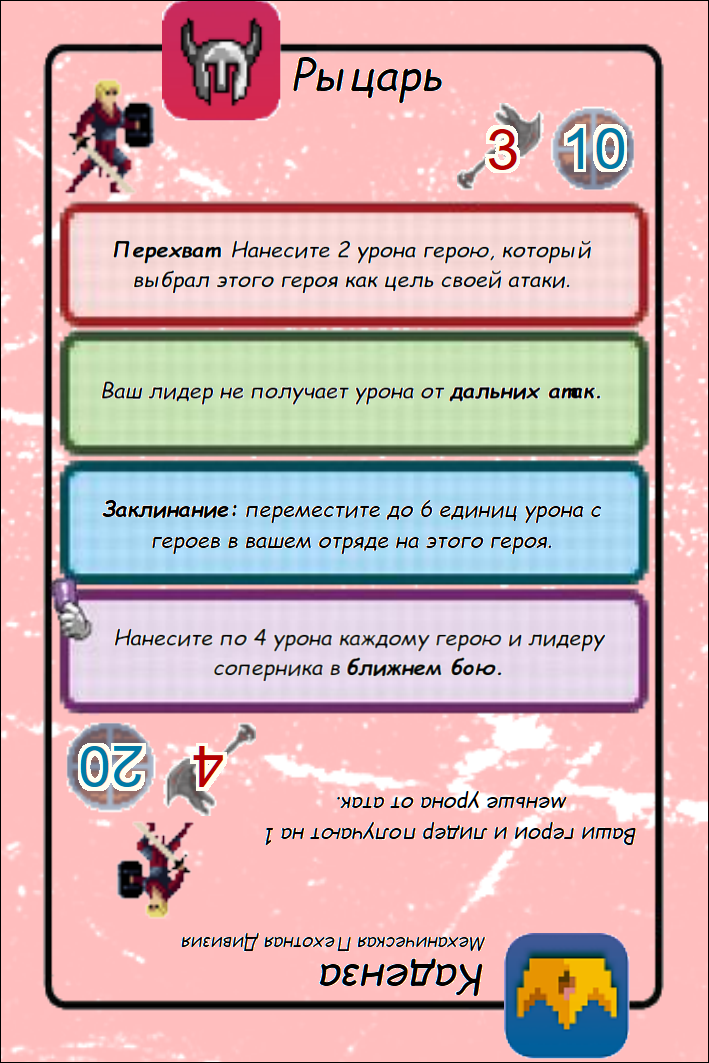 Рыцарь
3 10
Перехват Нанесите 2 урона герою, который
выбрал этого героя как цель своей атаки.
Ваш лидер не получает урона от дальних атак.
Заклинание: переместите до 6 единиц урона с
героев в вашем отряде на этого героя.
Нанесите по 4 урона каждому герою и лидеру
соперника в ближнем бою.
Каденза
Механическая Пехотная Дивизия
Ваши герои и лидер получают на 1
меньше урона от атак.
4 20